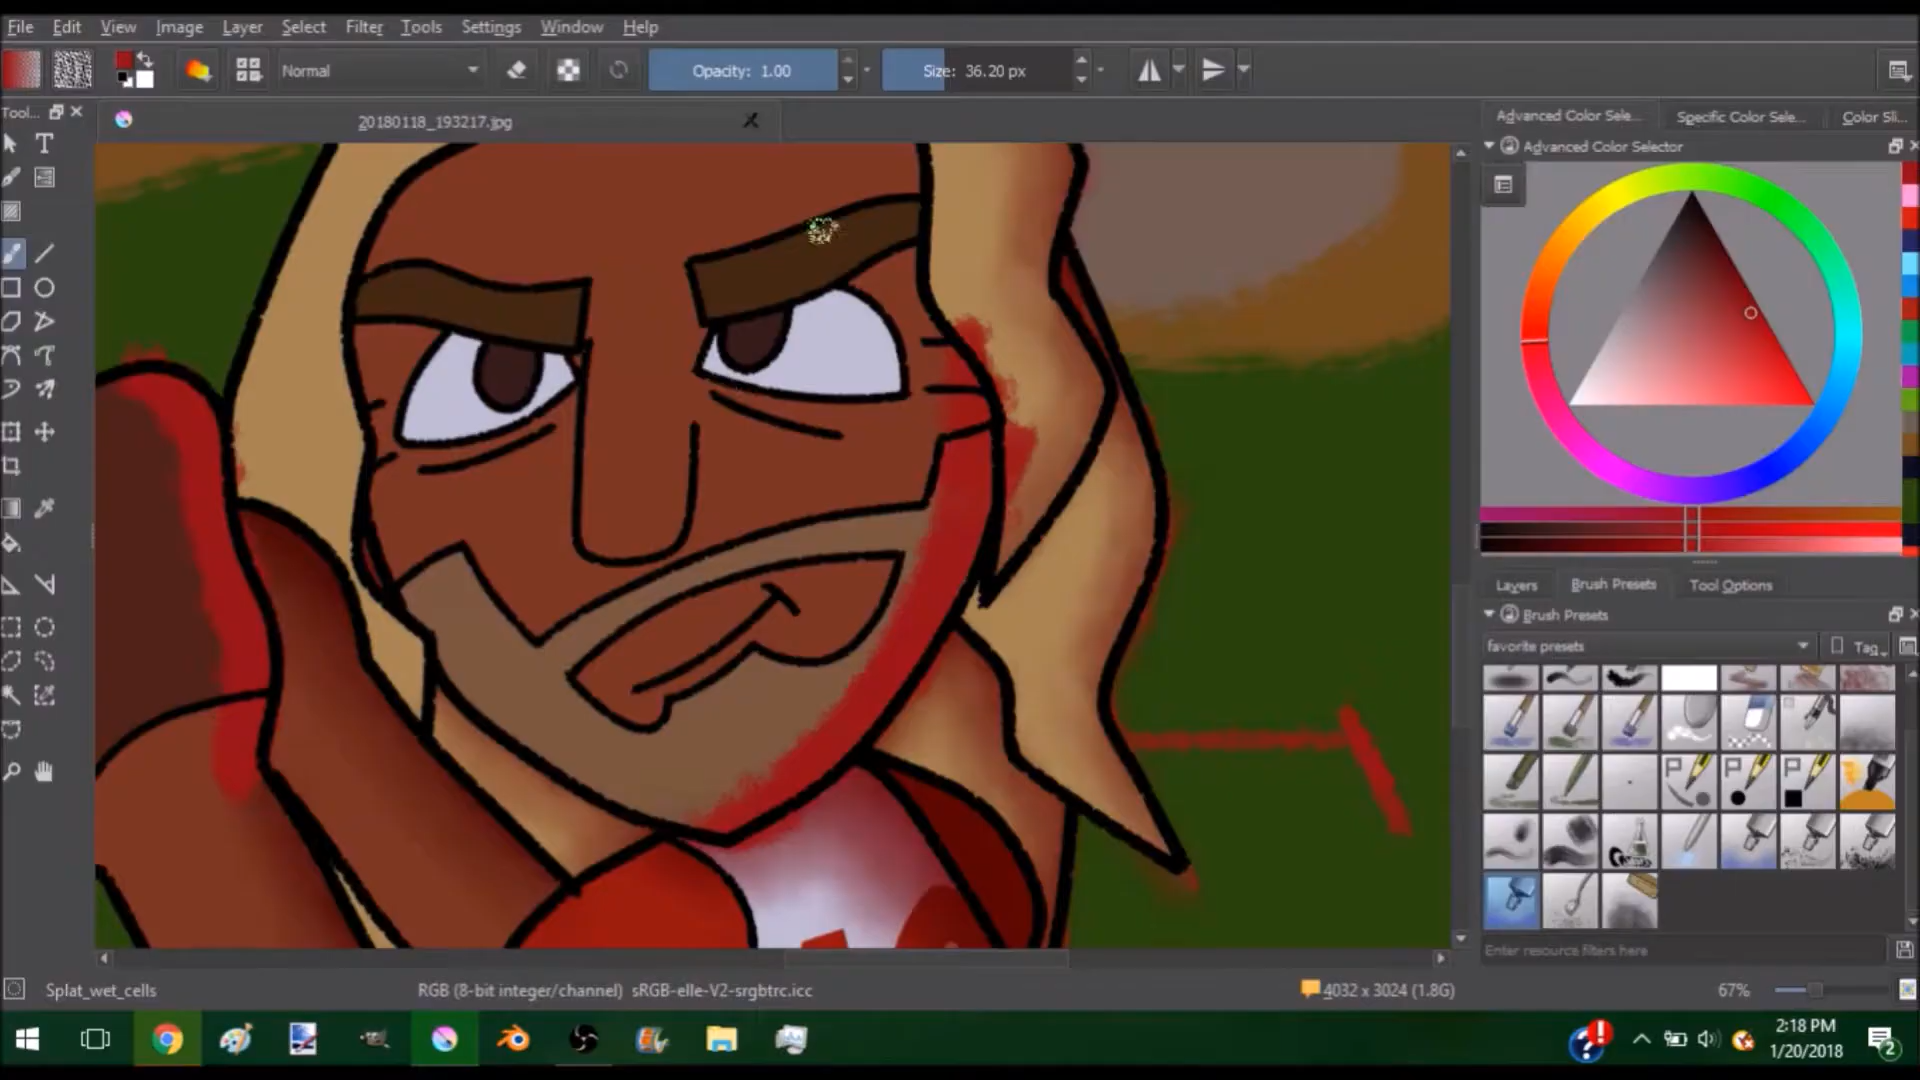 File Edit View Image Layer Select Filter Tools Settings Window Help
Normal
Opacity: 1.00
Size: 36.20 px
Tool...
20180118_193217.jpg
Advanced Color Sele...
Specific Color Sele...
Color Sli...
Advanced Color Selector
Layers
Brush Presets
Tool Options
Brush Presets
favorite presets
Tag
Enter resource filters here
Splat_wet_cells
RGB (8-bit integer/channel) sRGB-elle-V2-srgbtrc.icc
4032 x 3024 (1.8G)
67%
2:18 PM
1/20/2018
2